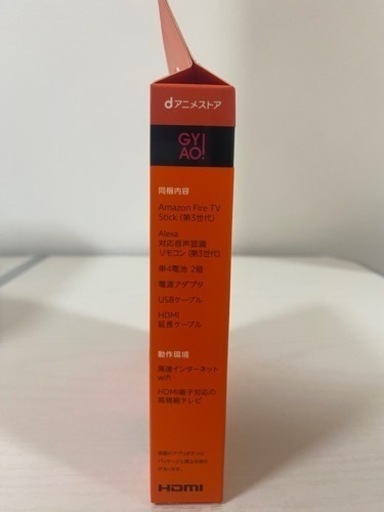 dアニメストア
GY
AO!
同梱内容
Amazon Fire TV
Stick (第3世代)
Alexa
対応音声認識
リモコン (第3世代)
単4電池 2個
電源アダプタ
USBケーブル
HDMI
延長ケーブル
動作環境
高速インターネット
wifi
HDMI端子対応の
高精細テレビ
HDMI